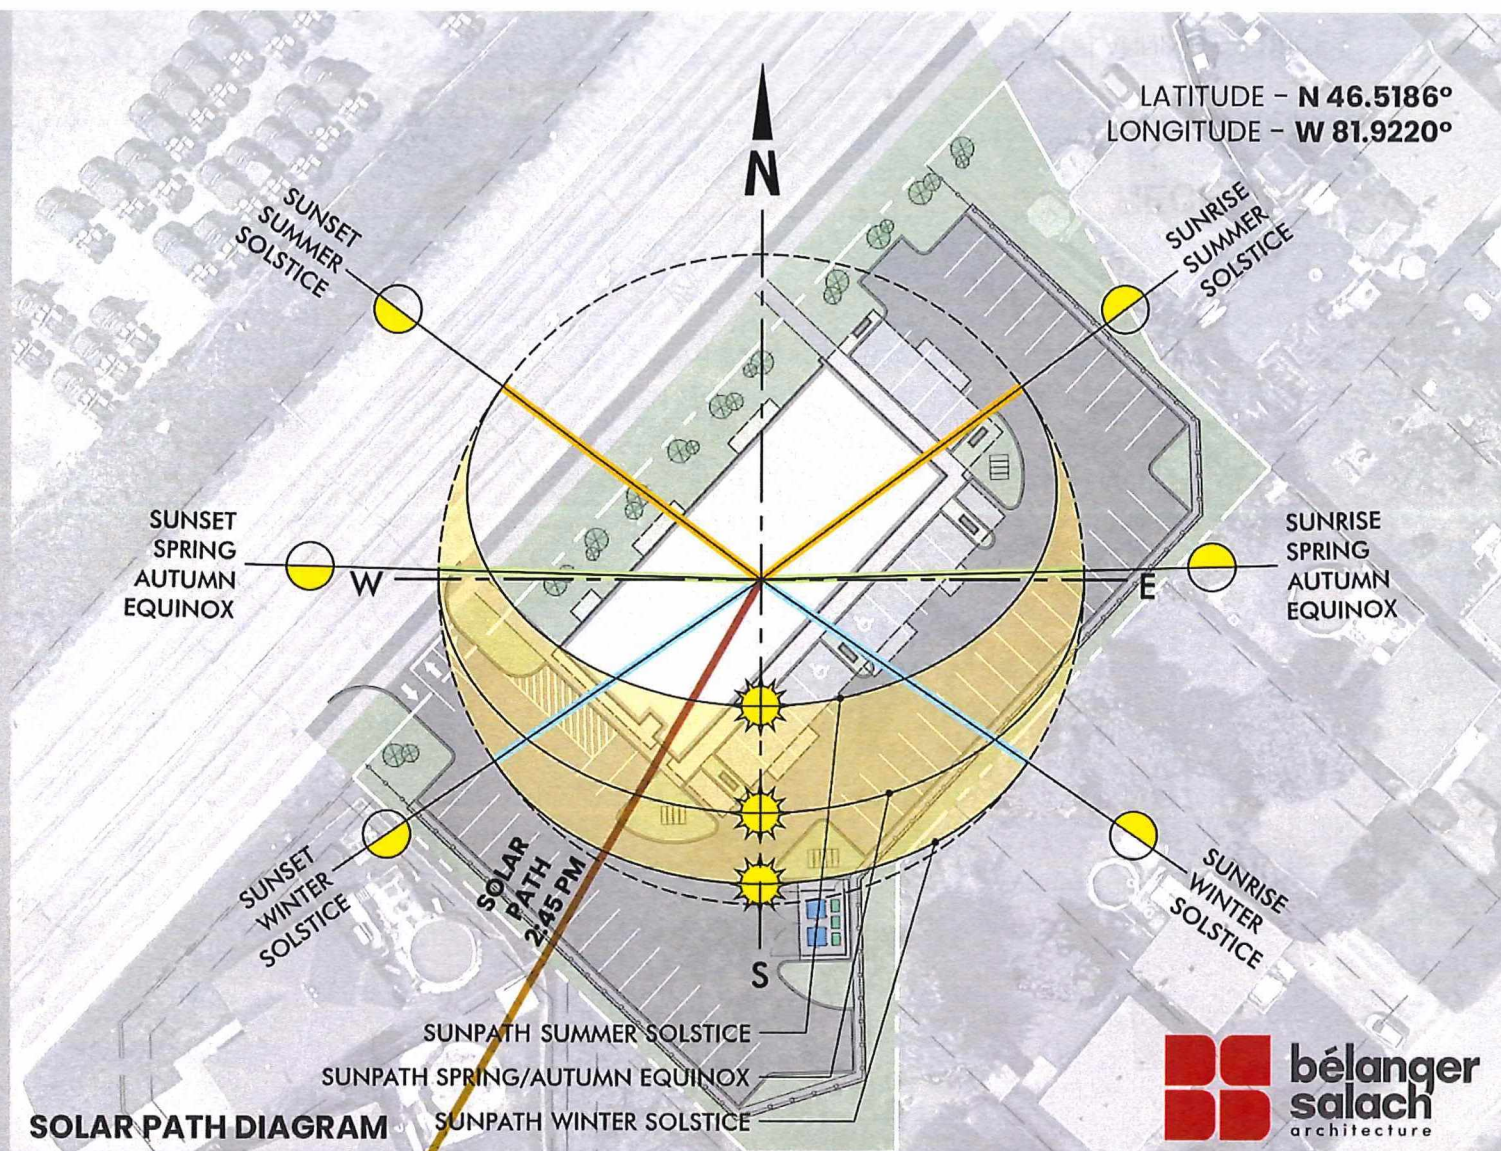 LATITUDE - N 46.5186°
LONGITUDE - W 81.9220°
N
SUNSET
SUMMER
SOLSTICE
SUNRISE
SUMMER
SOLSTICE
SUNSET
SPRING
AUTUMN
EQUINOX
W
E
SUNRISE
SPRING
AUTUMN
EQUINOX
SUNSET
WINTER
SOLSTICE
SOLAR
PATH
2:45 PM
SUNRISE
WINTER
SOLSTICE
S
SUNPATH SUMMER SOLSTICE
SUNPATH SPRING/AUTUMN EQUINOX
SUNPATH WINTER SOLSTICE
SOLAR PATH DIAGRAM
bélanger
salach
architecture